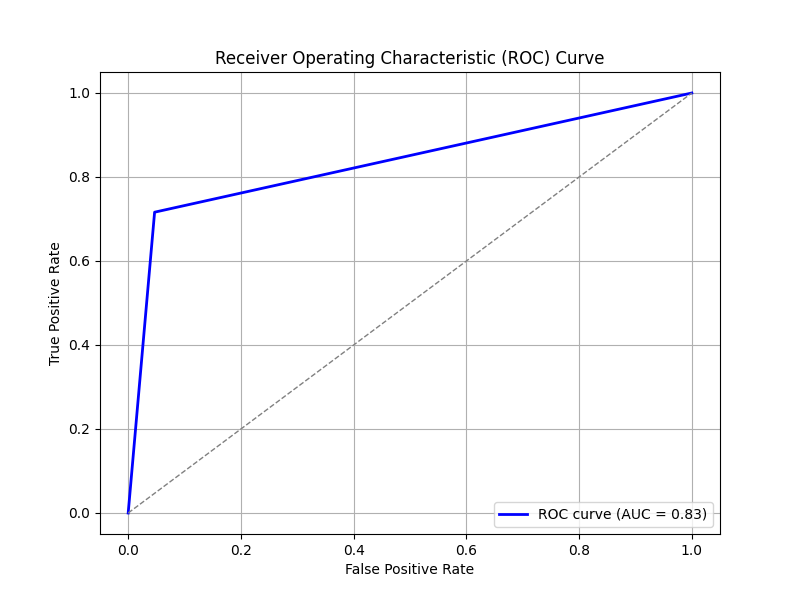 Receiver Operating Characteristic (ROC) Curve
1.0
0.8
0.6
0.4
0.2
0.0
True Positive Rate
ROC curve (AUC = 0.83)
0.0 0.2 0.4 0.6 0.8 1.0
False Positive Rate